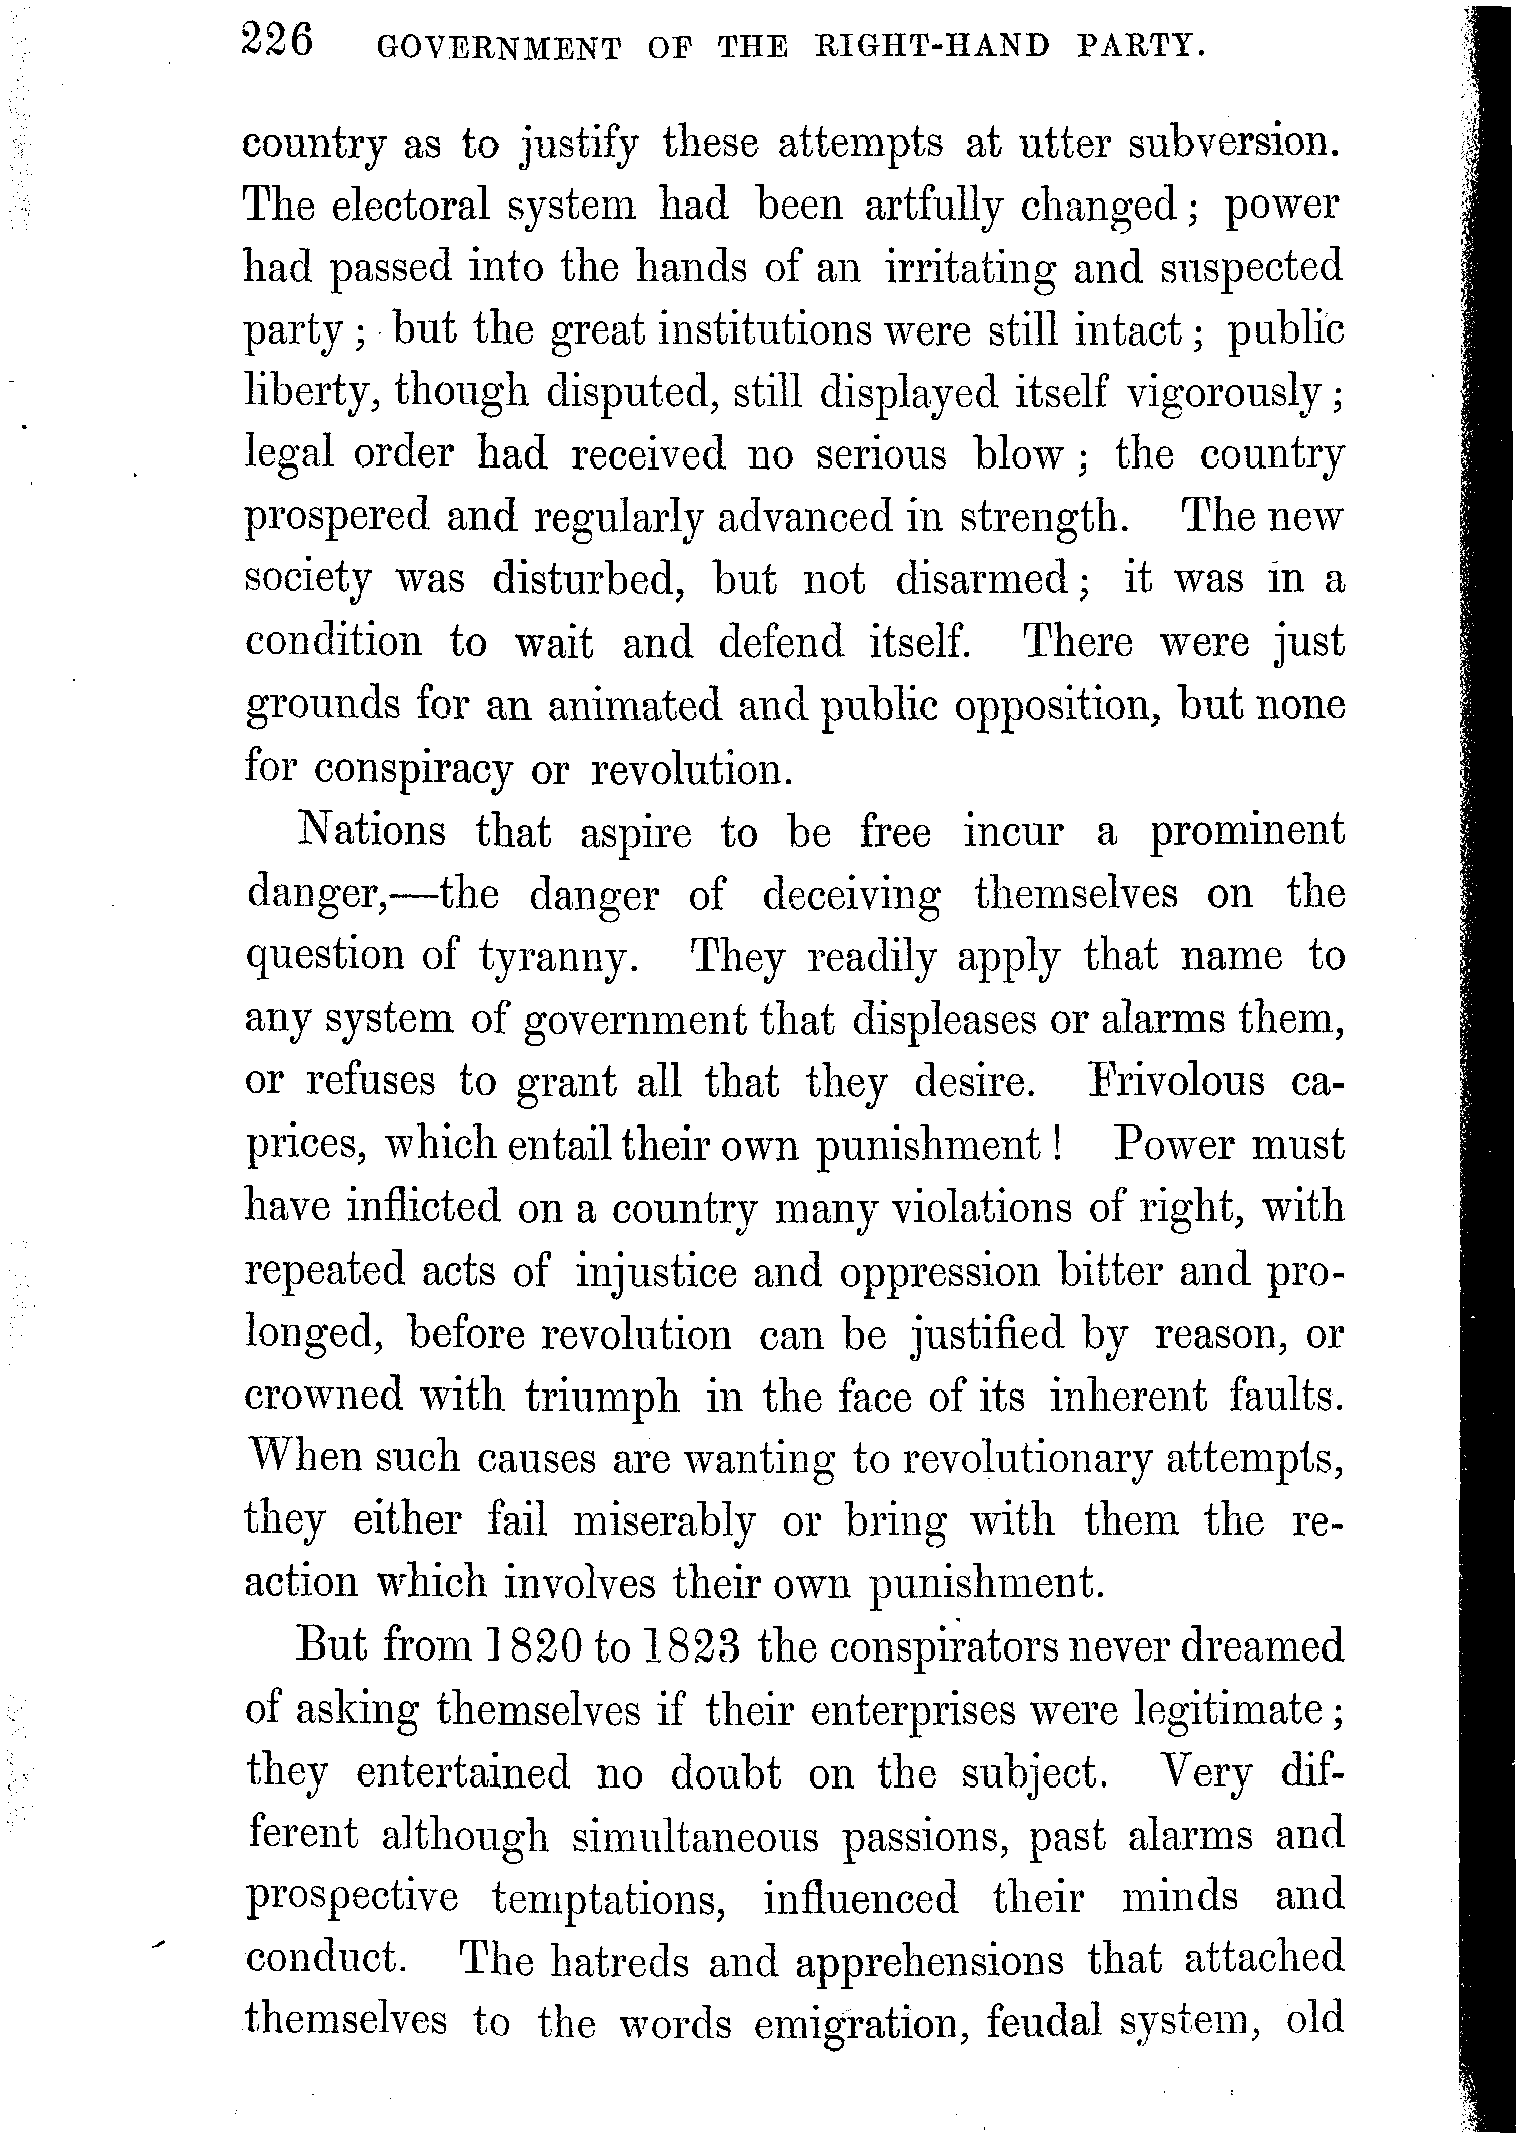 226 GOVERNMENT OF THE RIGHT-HAND PARTY.
country as to justify these attempts at utter subversion.
The electoral system had been artfully changed; power
had passed into the hands of an irritating and suspected
party; but the great institutions were still intact; public
liberty, though disputed, still displayed itself vigorously;
legal order had received no serious blow; the country
prospered and regularly advanced in strength. The new
society was disturbed, but not disarmed; it was in a
condition to wait and defend itself. There were just
grounds for an animated and public opposition, but none
for conspiracy or revolution.
Nations that aspire to be free incur a prominent
danger,—the danger of deceiving themselves on the
question of tyranny. They readily apply that name to
any system of government that displeases or alarms them,
or refuses to grant all that they desire. Frivolous ca-
prices, which entail their own punishment! Power must
have inflicted on a country many violations of right, with
repeated acts of injustice and oppression bitter and pro-
longed, before revolution can be justified by reason, or
crowned with triumph in the face of its inherent faults.
When such causes are wanting to revolutionary attempts,
they either fail miserably or bring with them the re-
action which involves their own punishment.
But from 1820 to 1823 the conspirators never dreamed
of asking themselves if their enterprises were legitimate;
they entertained no doubt on the subject. Very dif-
ferent although simultaneous passions, past alarms and
prospective temptations, influenced their minds and
conduct. The hatreds and apprehensions that attached
themselves to the words emigration, feudal system, old